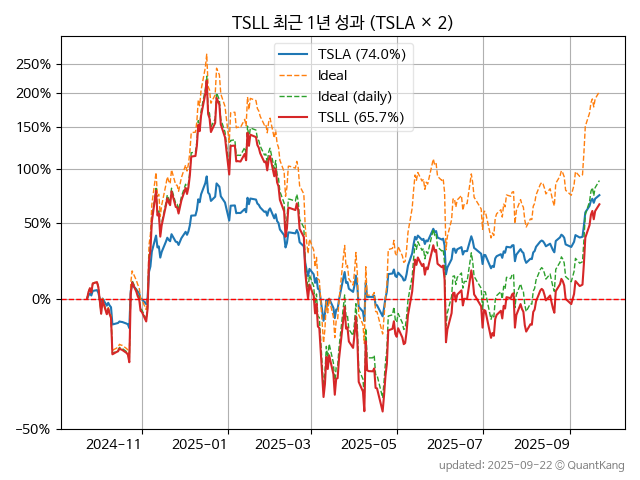 TSLL 최근 1년 성과 (TSLA × 2)
TSLA (74.0%)
Ideal
Ideal (daily)
TSLL (65.7%)
250%
200%
150%
100%
50%
0%
−50%
2024-11
2025-01
2025-03
2025-05
2025-07
2025-09
updated: 2025-09-22 © QuantKang